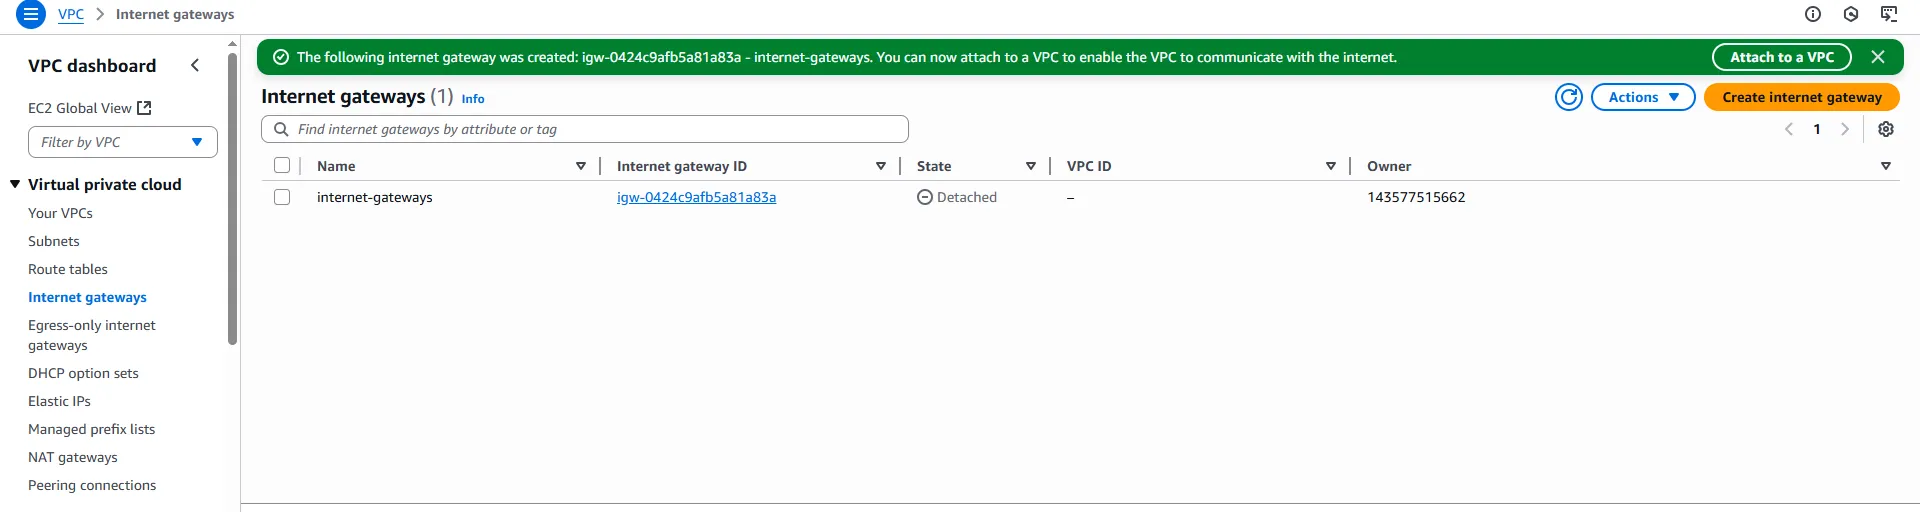 VPC > Internet gateways
VPC dashboard
EC2 Global View
Filter by VPC
Virtual private cloud
Your VPCs
Subnets
Route tables
Internet gateways
Egress-only internet
gateways
DHCP option sets
Elastic IPs
Managed prefix lists
NAT gateways
Peering connections
The following internet gateway was created: igw-0424c9afb5a81a83a - internet-gateways. You can now attach to a VPC to enable the VPC to communicate with the internet. Attach to a VPC
Internet gateways (1) Info Actions Create internet gateway
Find internet gateways by attribute or tag 1
Name Internet gateway ID State VPC ID Owner
internet-gateways igw-0424c9afb5a81a83a Detached – 143577515662